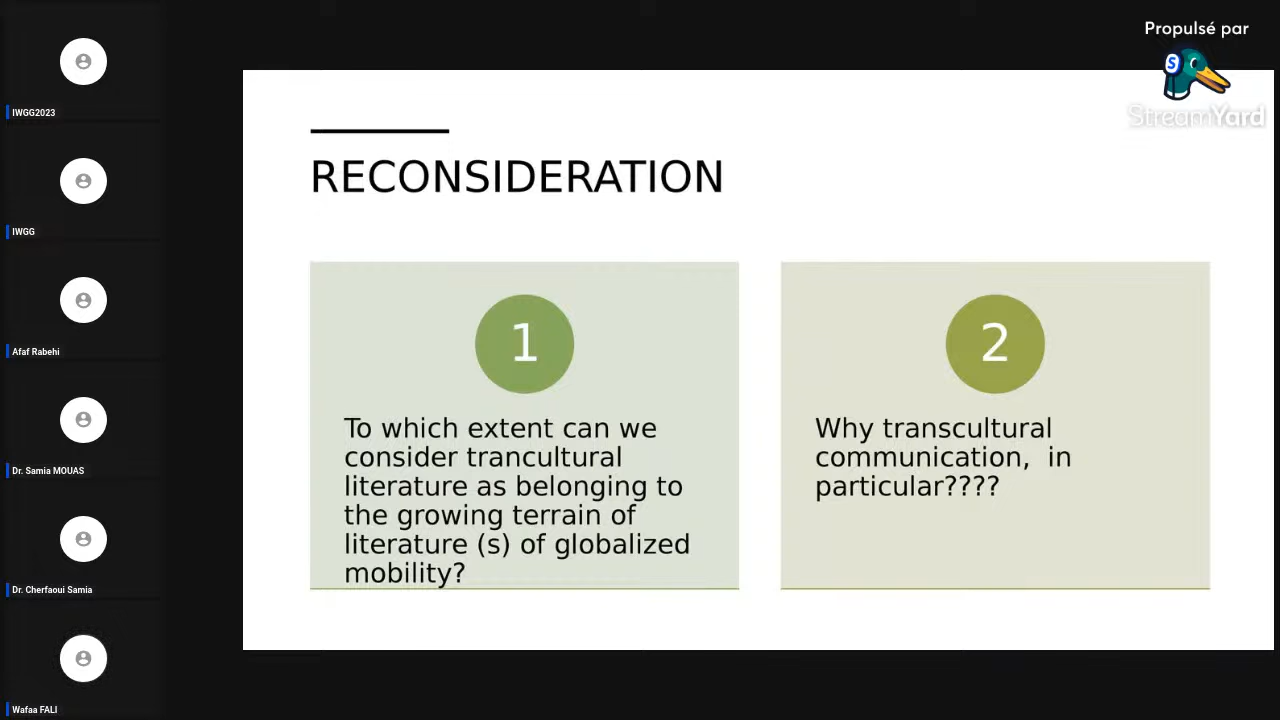 Propulsé par
StreamYard
IWGG2023
IWGG
Afaf Rabehi
Dr. Samia MOUAS
Dr. Cherfaoui Samia
Wafaa FALI
RECONSIDERATION
1
To which extent can we
consider trancultural
literature as belonging to
the growing terrain of
literature (s) of globalized
mobility?
2
Why transcultural
communication,  in
particular????